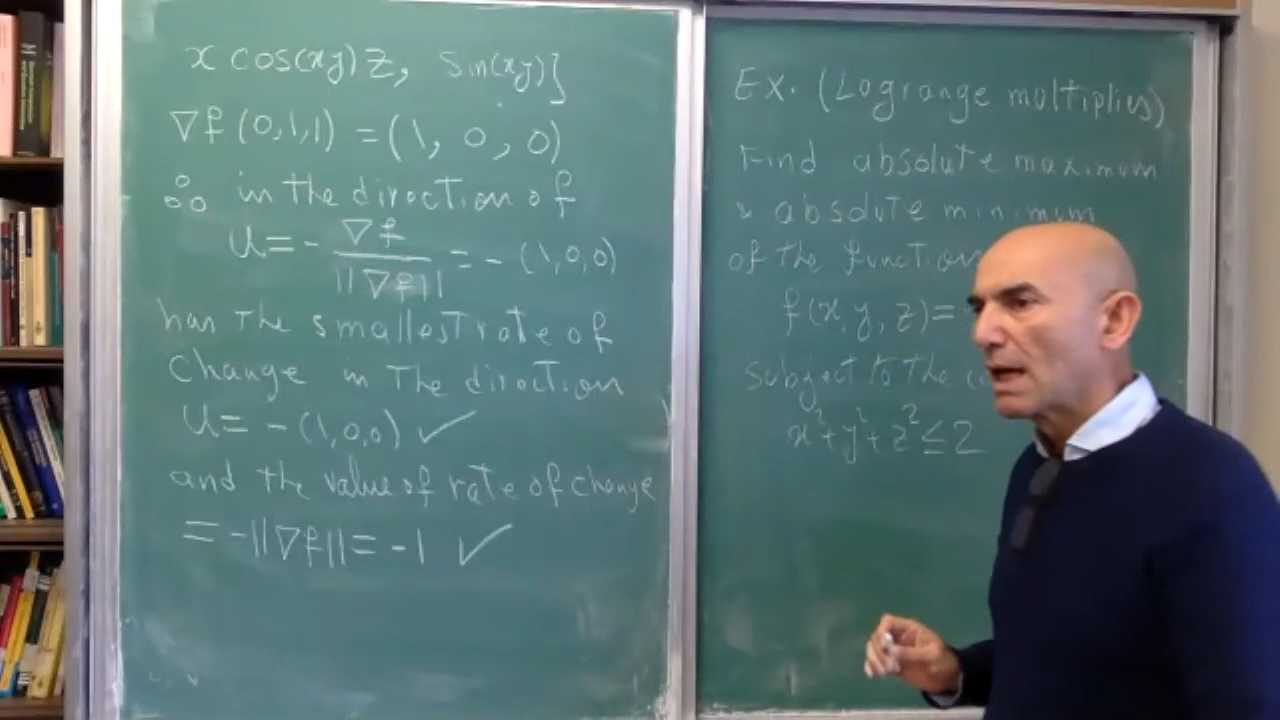 x cos(xy)z, sin(xy)]
∇f (0,1,1) = (1, 0, 0)
∴ in the direction of
U = - ∇f / ||∇f|| = - (1,0,0)
has the smallest rate of
change in the direction
U = - (1,0,0) ✓
and the value of rate of change
= -||∇f|| = -1 ✓
EX. (Lagrange multiplies)
Find absolute maximum
& absolute minimum
of the function
f(x, y, z) =
subject to the
x²+y²+z² ≤ 2